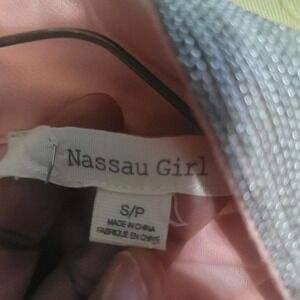 Nassau Girl
S/P
MADE IN CHINA
FABRIQUÉ EN CHINE